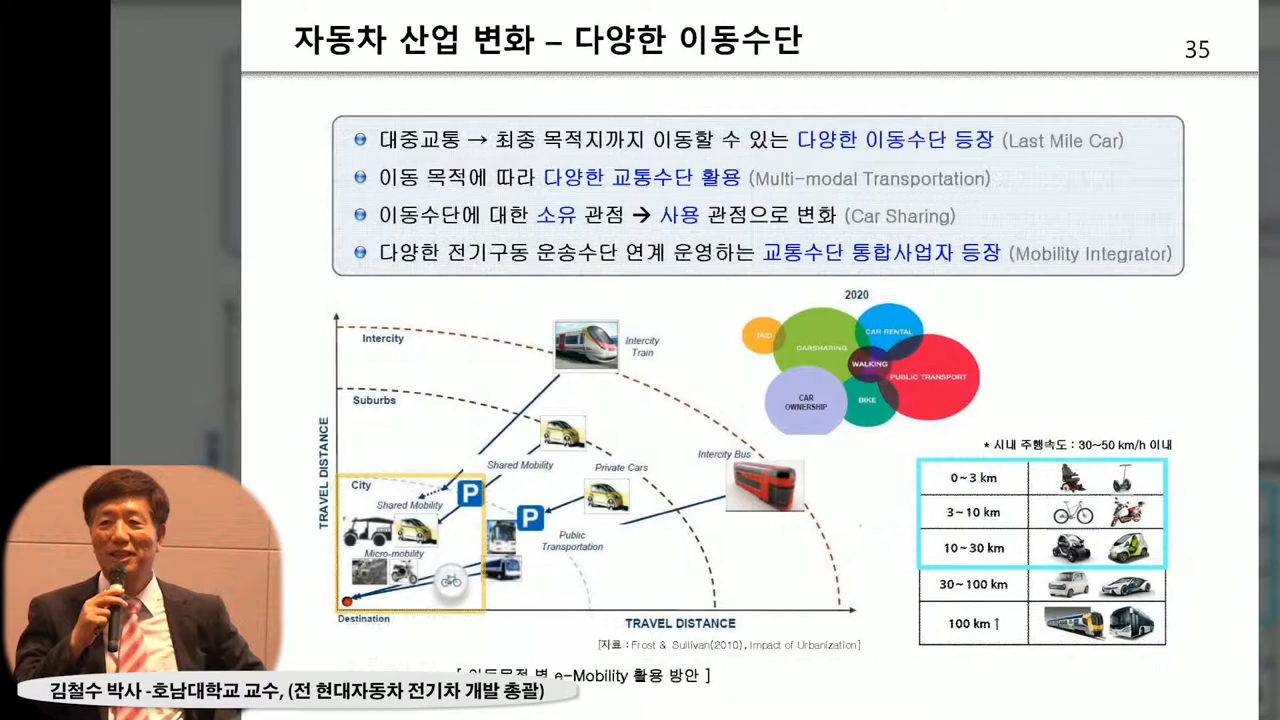 자동차 산업 변화 – 다양한 이동수단
35
대중교통 → 최종 목적지까지 이동할 수 있는 다양한 이동수단 등장 (Last Mile Car)
이동 목적에 따라 다양한 교통수단 활용 (Multi-modal Transportation)
이동수단에 대한 소유 관점 → 사용 관점으로 변화 (Car Sharing)
다양한 전기구동 운송수단 연계 운영하는 교통수단 통합사업자 등장 (Mobility Integrator)
TRAVEL DISTANCE
Intercity
Intercity
Train
Suburbs
Shared Mobility
Private Cars
Intercity Bus
City
P
Shared Mobility
P
Public
Transportation
Micro-mobility
Destination
TRAVEL DISTANCE
[자료 : Frost & Sullivan(2010), Impact of Urbanization]
2020
TAXI
CARSHARING
CAR RENTAL
WALKING
PUBLIC TRANSPORT
CAR
OWNERSHIP
BIKE
* 시내 주행속도 : 30~50 km/h 이내
0~3 km
3~10 km
10~30 km
30~100 km
100 km ↑
[ 이동목적 별 e-Mobility 활용 방안 ]
김철수 박사 -호남대학교 교수, (전 현대자동차 전기차 개발 총괄)